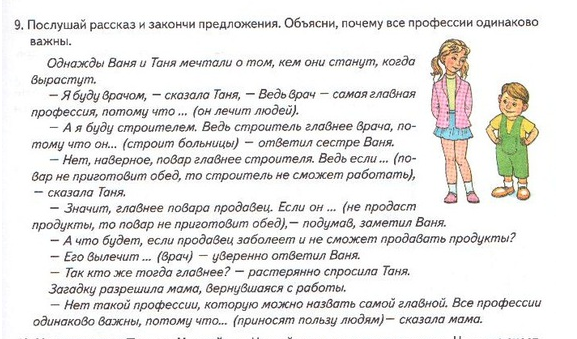 9. Послушай рассказ и закончи предложения. Объясни, почему все профессии одинаково
важны.
Однажды Ваня и Таня мечтали о том, кем они станут, когда
вырастут.
— Я буду врачом, — сказала Таня, — Ведь врач — самая главная
профессия, потому что ... (он лечит людей).
— А я буду строителем. Ведь строитель главнее врача, по-
тому что он... (строит больницы) — ответил сестре Ваня.
— Нет, наверное, повар главнее строителя. Ведь если ... (по-
вар не приготовит обед, то строитель не сможет работать),
— сказала Таня.
— Значит, главнее повара продавец. Если он ... (не продаст
продукты, то повар не приготовит обед),— подумав, заметил Ваня.
— А что будет, если продавец заболеет и не сможет продавать продукты?
— Его вылечит ... (врач) — уверенно ответил Ваня.
— Так кто же тогда главнее? — растерянно спросила Таня.
Загадку разрешила мама, вернувшаяся с работы.
— Нет такой профессии, которую можно назвать самой главной. Все профессии
одинаково важны, потому что... (приносят пользу людям)— сказала мама.